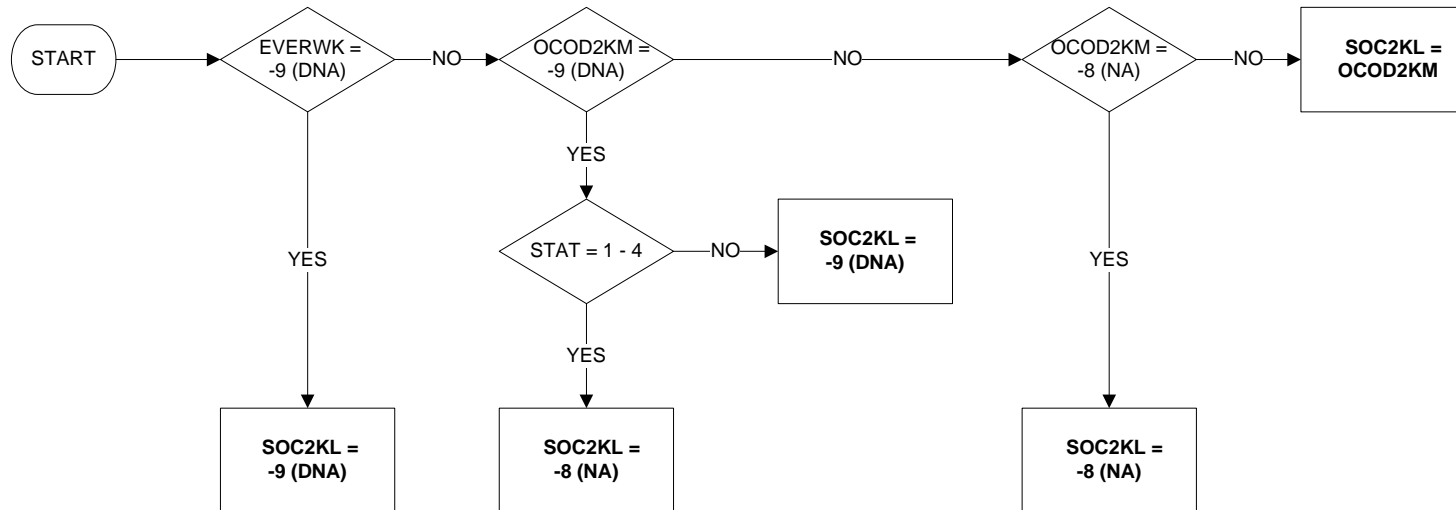 START
EVERWK =
-9 (DNA)
NO
OCOD2KM =
-9 (DNA)
NO
OCOD2KM =
-8 (NA)
NO
SOC2KL =
OCOD2KM
YES
STAT = 1 - 4
NO
SOC2KL =
-9 (DNA)
YES
YES
YES
SOC2KL =
-9 (DNA)
SOC2KL =
-8 (NA)
SOC2KL =
-8 (NA)